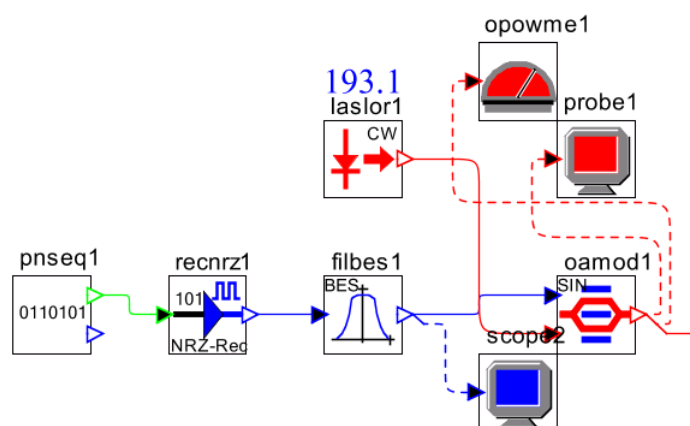 opowme1
193.1
laslor1
probe1
CW
pnseq1
recnrz1
filbes1
oamod1
BES
SIN
101
0110101
NRZ-Rec
scope2